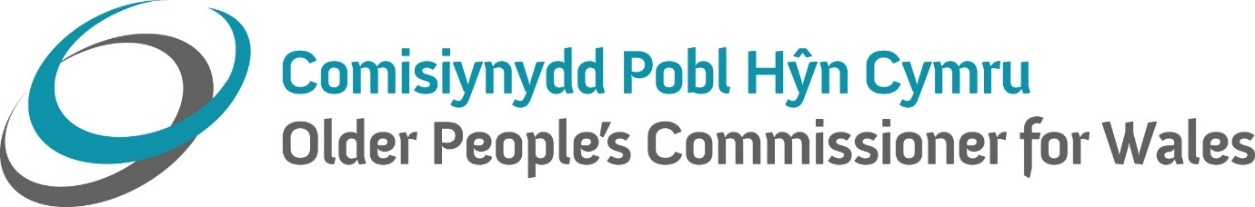 Comisiynydd Pobl Hŷn Cymru
Older People's Commissioner for Wales